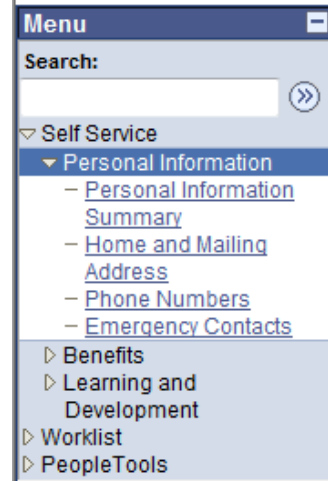 Menu
Search:
Self Service
Personal Information
– Personal Information
Summary
– Home and Mailing
Address
– Phone Numbers
– Emergency Contacts
Benefits
Learning and
Development
Worklist
PeopleTools